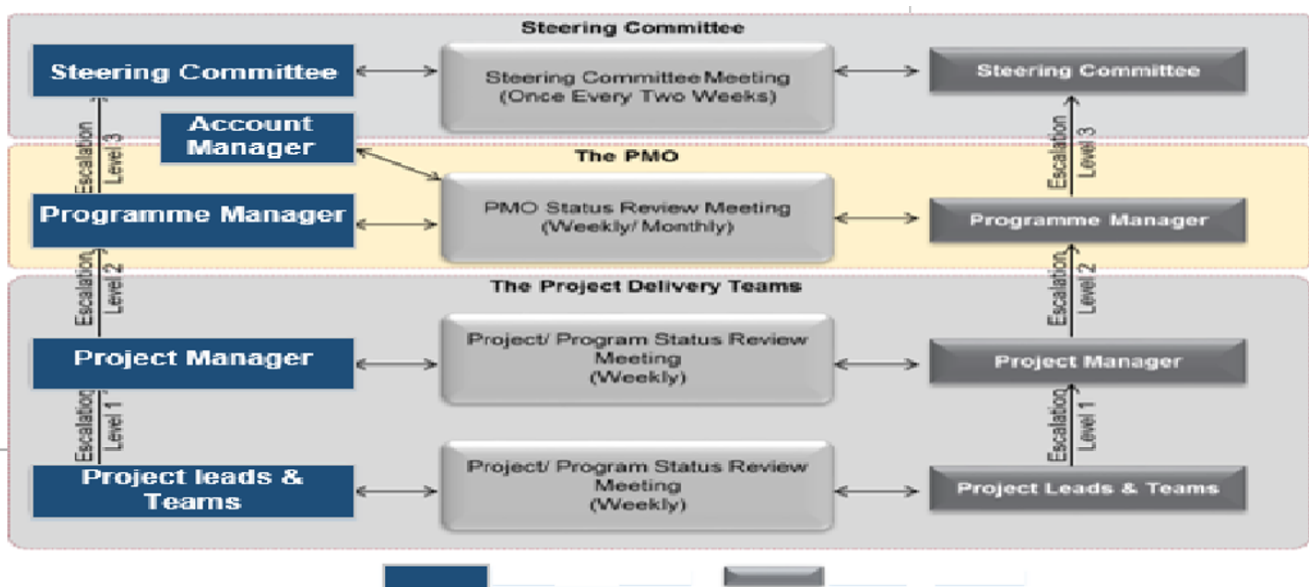 Steering Committee
Steering Committee
Steering Committee Meeting
(Once Every Two Weeks)
Steering Committee
Account
Manager
Escalation
Level 3
Escalation
Level 3
The PMO
Programme Manager
PMO Status Review Meeting
(Weekly/ Monthly)
Programme Manager
Escalation
Level 2
Escalation
Level 2
The Project Delivery Teams
Project Manager
Project/ Program Status Review
Meeting
(Weekly)
Project Manager
Escalation
Level 1
Escalation
Level 1
Project leads &
Teams
Project/ Program Status Review
Meeting
(Weekly)
Project Leads & Teams